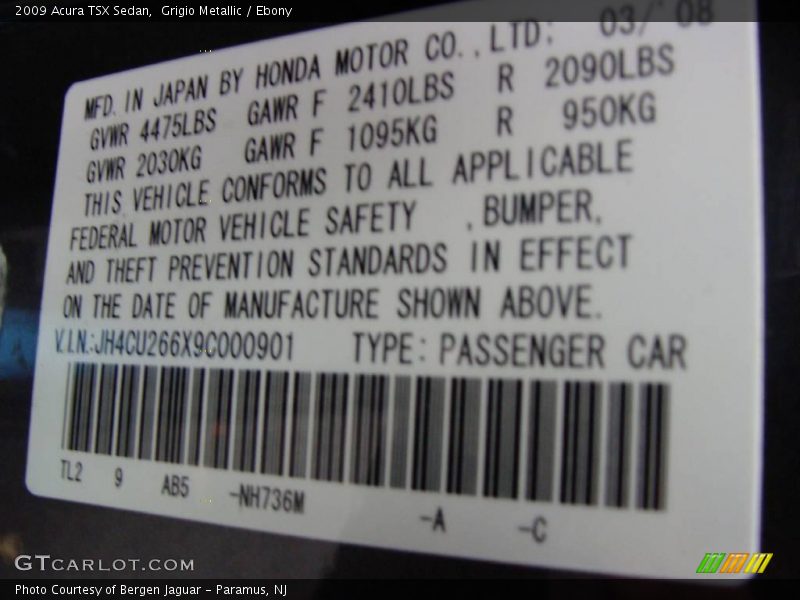 2009 Acura TSX Sedan, Grigio Metallic / Ebony
MFD. IN JAPAN BY HONDA MOTOR CO., LTD; 03/ 08
GVWR 4475LBS GAWR F 2410LBS R 2090LBS
GVWR 2030KG GAWR F 1095KG R 950KG
THIS VEHICLE CONFORMS TO ALL APPLICABLE
FEDERAL MOTOR VEHICLE SAFETY , BUMPER,
AND THEFT PREVENTION STANDARDS IN EFFECT
ON THE DATE OF MANUFACTURE SHOWN ABOVE.
V.I.N.:JH4CU266X9C000901 TYPE: PASSENGER CAR
TL2 9 AB5 -NH736M -A -C
GTCARLOT.COM
Photo Courtesy of Bergen Jaguar - Paramus, NJ